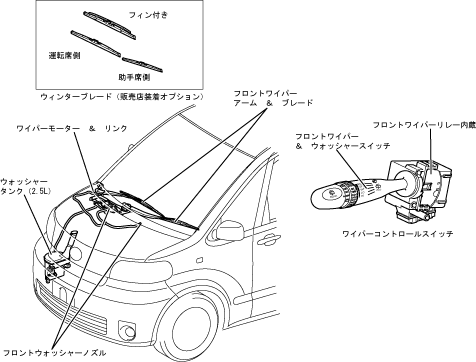 フィン付き
運転席側
助手席側
ウィンターブレード（販売店装着オプション）
フロントワイパー
アーム ＆ ブレード
ワイパーモーター ＆ リンク
フロントワイパーリレー内蔵
フロントワイパー
＆ ウォッシャースイッチ
ウォッシャー
タンク（2.5L）
ワイパーコントロールスイッチ
フロントウォッシャーノズル